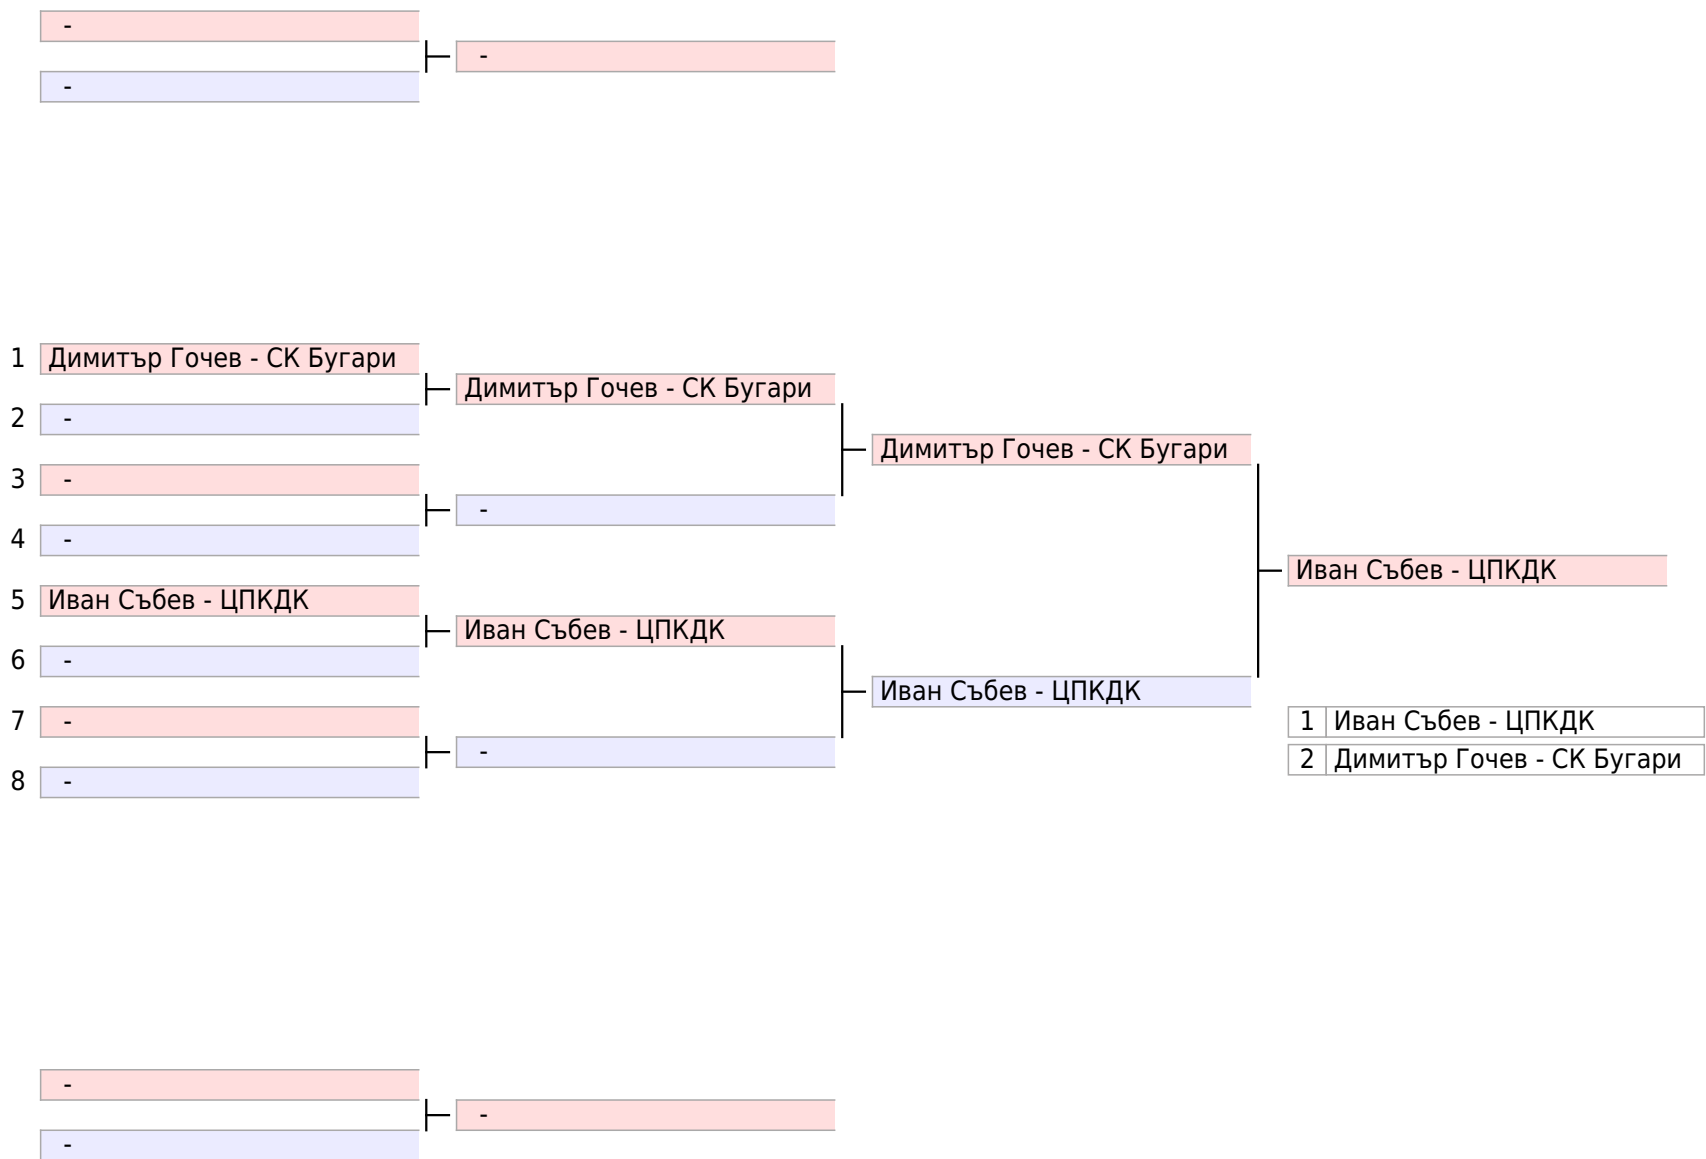 -
-
-
1 Димитър Гочев - СК Бугари
Димитър Гочев - СК Бугари
2 -
Димитър Гочев - СК Бугари
3 -
-
4 -
Иван Събев - ЦПКДК
5 Иван Събев - ЦПКДК
Иван Събев - ЦПКДК
6 -
Иван Събев - ЦПКДК
7 -
1 Иван Събев - ЦПКДК
-
2 Димитър Гочев - СК Бугари
8 -
-
-
-